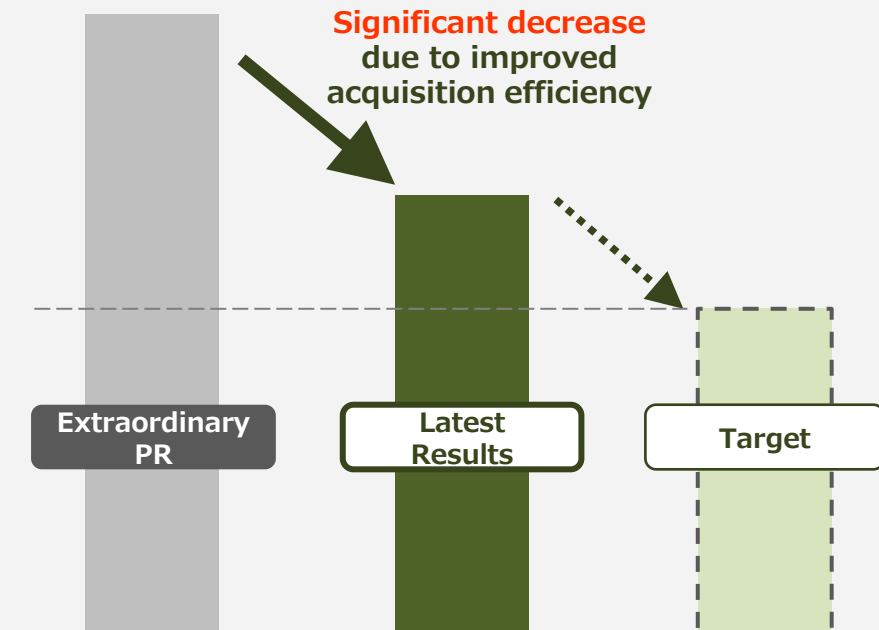 Significant decrease
due to improved
acquisition efficiency
Extraordinary
PR
Latest
Results
Target